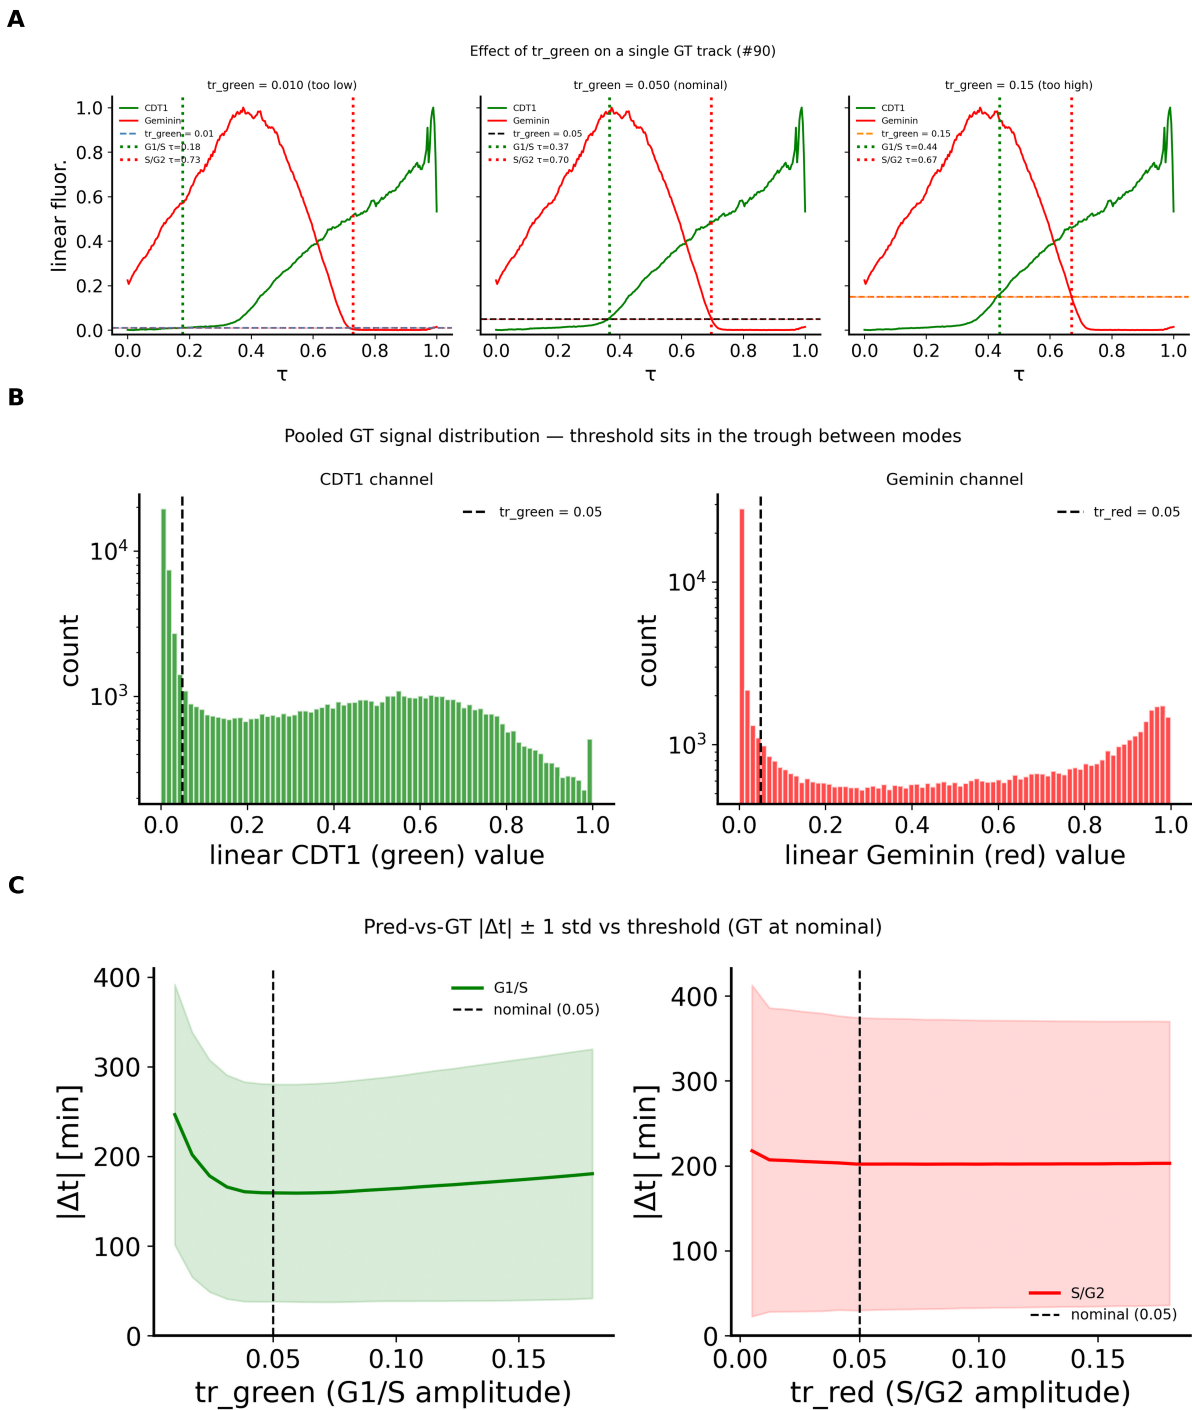 A
Effect of tr_green on a single GT track (#90)
tr_green = 0.010 (too low)
tr_green = 0.050 (nominal)
tr_green = 0.15 (too high)
linear fluor.
1.0
0.8
0.6
0.4
0.2
0.0
CDT1
Geminin
tr_green = 0.01
G1/S τ=0.18
S/G2 τ=0.73
CDT1
Geminin
tr_green = 0.05
G1/S τ=0.37
S/G2 τ=0.70
CDT1
Geminin
tr_green = 0.15
G1/S τ=0.44
S/G2 τ=0.67
0.0 0.2 0.4 0.6 0.8 1.0
0.0 0.2 0.4 0.6 0.8 1.0
0.0 0.2 0.4 0.6 0.8 1.0
τ
τ
τ
B
Pooled GT signal distribution — threshold sits in the trough between modes
CDT1 channel
Geminin channel
tr_green = 0.05
tr_red = 0.05
count
10⁴
10³
count
10⁴
10³
0.0 0.2 0.4 0.6 0.8 1.0
0.0 0.2 0.4 0.6 0.8 1.0
linear CDT1 (green) value
linear Geminin (red) value
C
Pred-vs-GT |Δt| ± 1 std vs threshold (GT at nominal)
|Δt| [min]
400
300
200
100
0
G1/S
nominal (0.05)
|Δt| [min]
400
300
200
100
0
S/G2
nominal (0.05)
0.05 0.10 0.15
0.00 0.05 0.10 0.15
tr_green (G1/S amplitude)
tr_red (S/G2 amplitude)